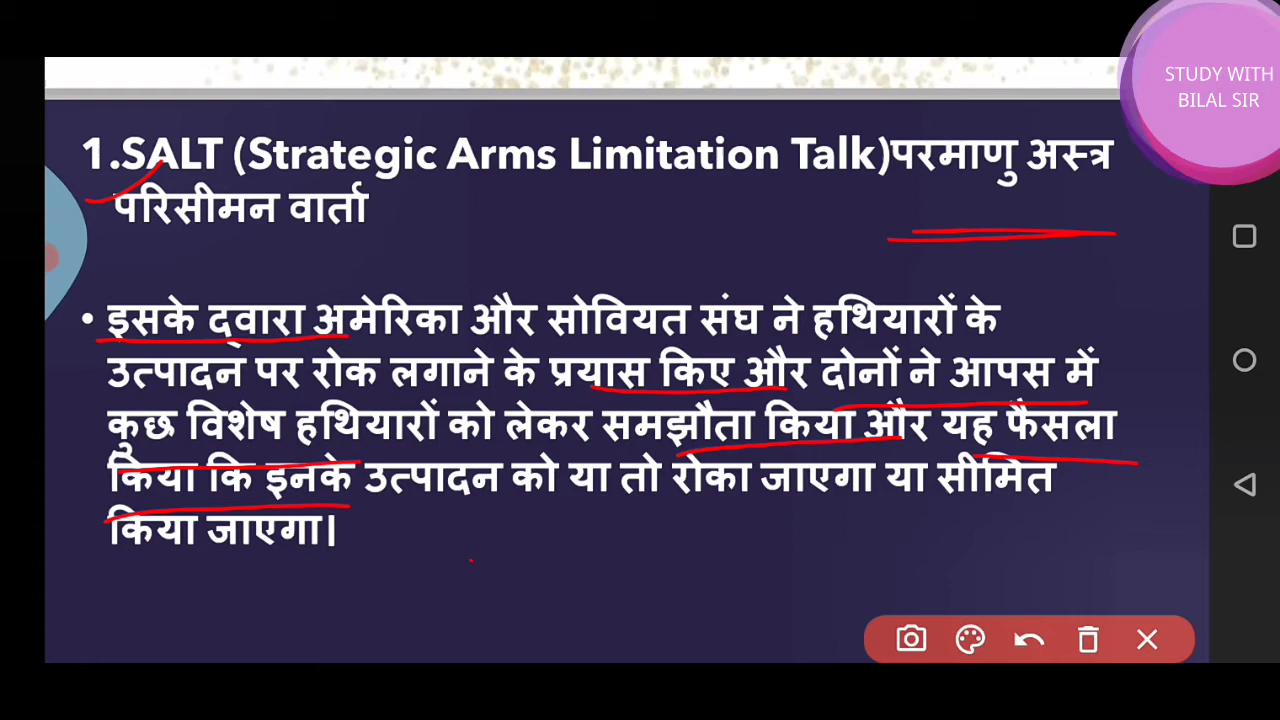 STUDY WITH
BILAL SIR
1.SALT (Strategic Arms Limitation Talk)परमाणु अस्त्र
परिसीमन वार्ता
• इसके द्वारा अमेरिका और सोवियत संघ ने हथियारों के
उत्पादन पर रोक लगाने के प्रयास किए और दोनों ने आपस में
कुछ विशेष हथियारों को लेकर समझौता किया और यह फैसला
किया कि इनके उत्पादन को या तो रोका जाएगा या सीमित
किया जाएगा।